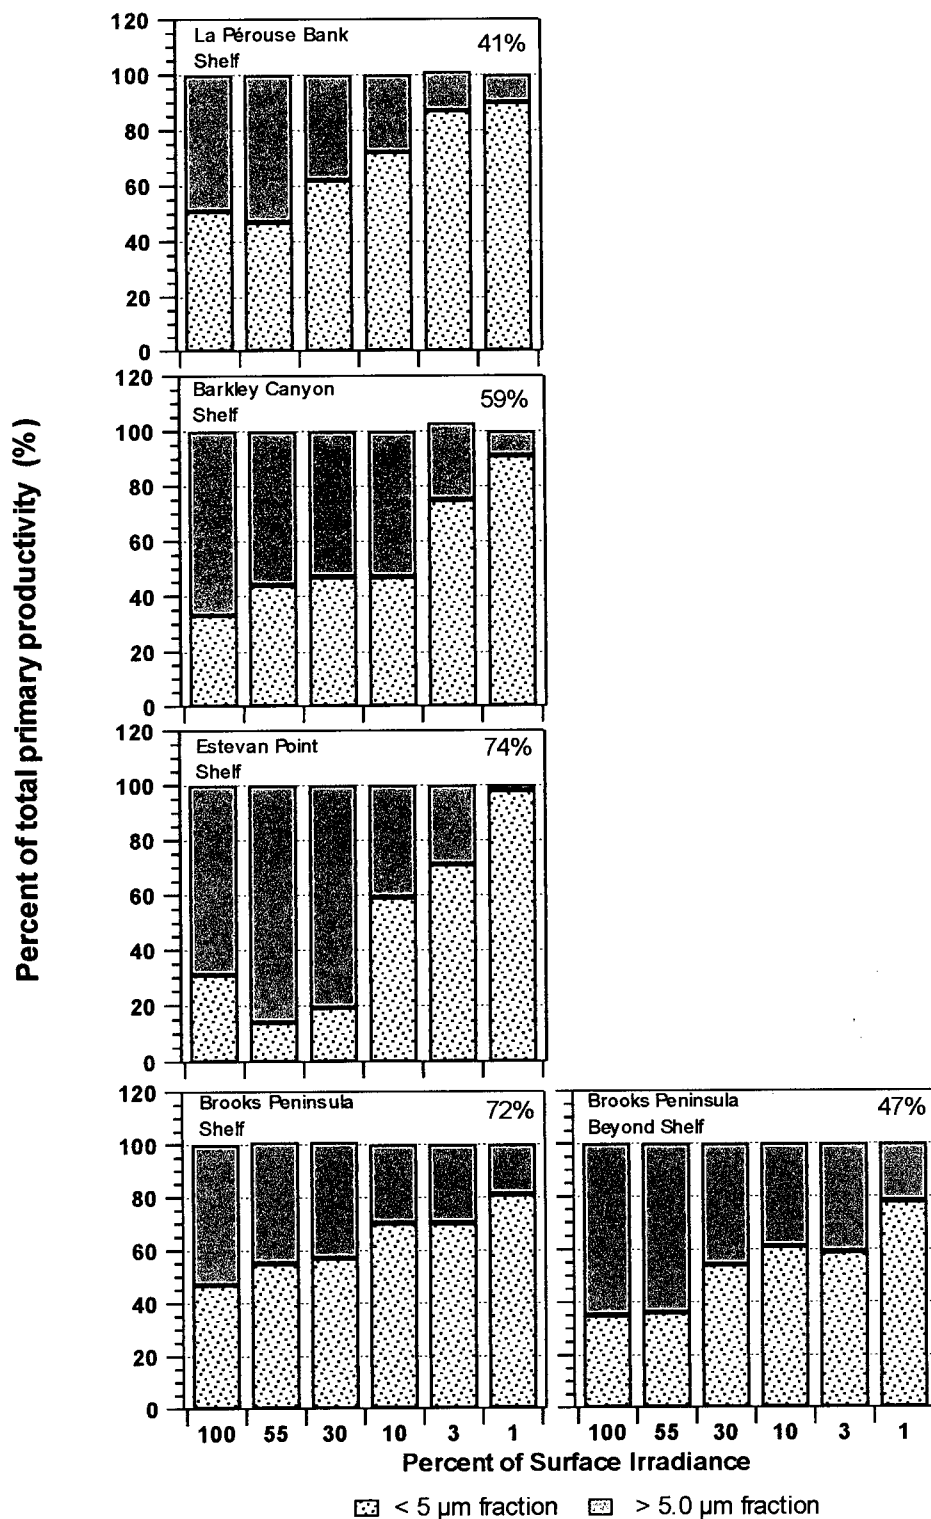 Percent of total primary productivity (%)
120
100
80
60
40
20
0
La Pérouse Bank
Shelf
41%
120
100
80
60
40
20
0
Barkley Canyon
Shelf
59%
120
100
80
60
40
20
0
Estevan Point
Shelf
74%
120
100
80
60
40
20
0
Brooks Peninsula
Shelf
72%
Brooks Peninsula
Beyond Shelf
47%
100 55 30 10 3 1
100 55 30 10 3 1
Percent of Surface Irradiance
< 5 µm fraction > 5.0 µm fraction